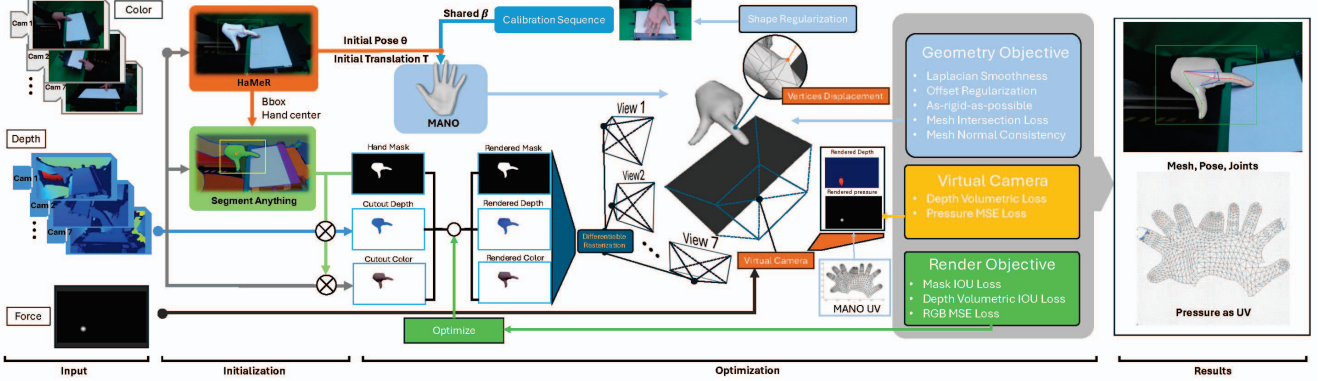 Color
Cam 1
Cam 2
Cam 7
Depth
Cam 1
Cam 2
Cam 7
Force
HaMeR
Bbox
Hand center
Segment Anything
Initial Pose θ
Initial Translation T
Shared β
Calibration Sequence
Shape Regularization
MANO
Hand Mask
Cutout Depth
Cutout Color
Rendered Mask
Rendered Depth
Rendered Color
Optimize
Differentiable
Rasterization
View 1
View2
View 7
Vertices Displacement
Virtual Camera
Rendered Depth
Rendered pressure
MANO UV
Geometry Objective
• Laplacian Smoothness
• Offset Regularization
• As-rigid-as-possible
• Mesh Intersection Loss
• Mesh Normal Consistency
Virtual Camera
• Depth Volumetric Loss
• Pressure MSE Loss
Render Objective
• Mask IOU Loss
• Depth Volumetric IOU Loss
• RGB MSE Loss
Mesh, Pose, Joints
Pressure as UV
Input
Initialization
Optimization
Results